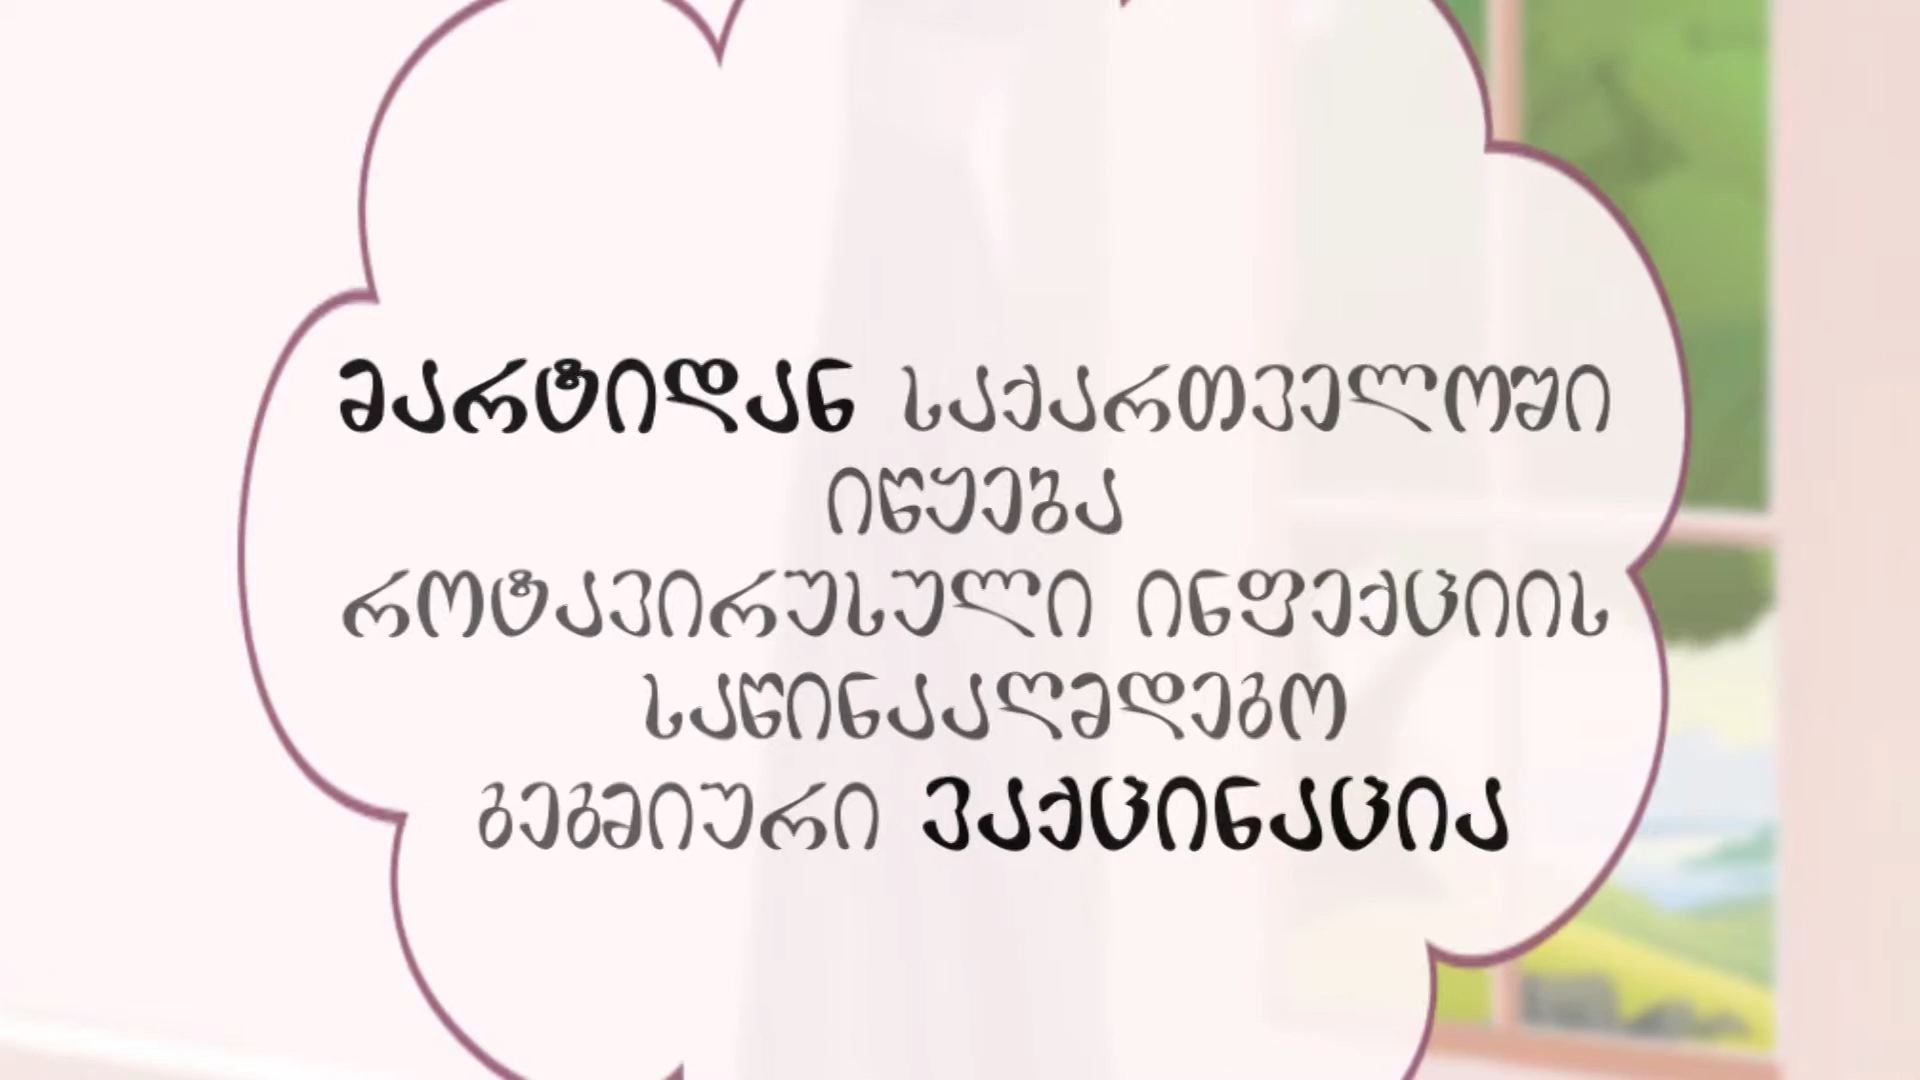 მარტიდან საქართველოში
იწყება
როტავირუსული ინფექციის
საწინააღმდეგო
გეგმიური ვაქცინაცია